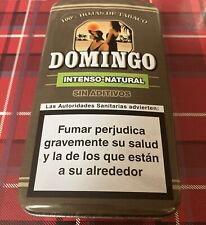 100% HOJAS DE TABACO
DOMINGO
INTENSO-NATURAL
SIN ADITIVOS
Las Autoridades Sanitarias advierten:
Fumar perjudica
gravemente su salud
y la de los que están
a su alrededor